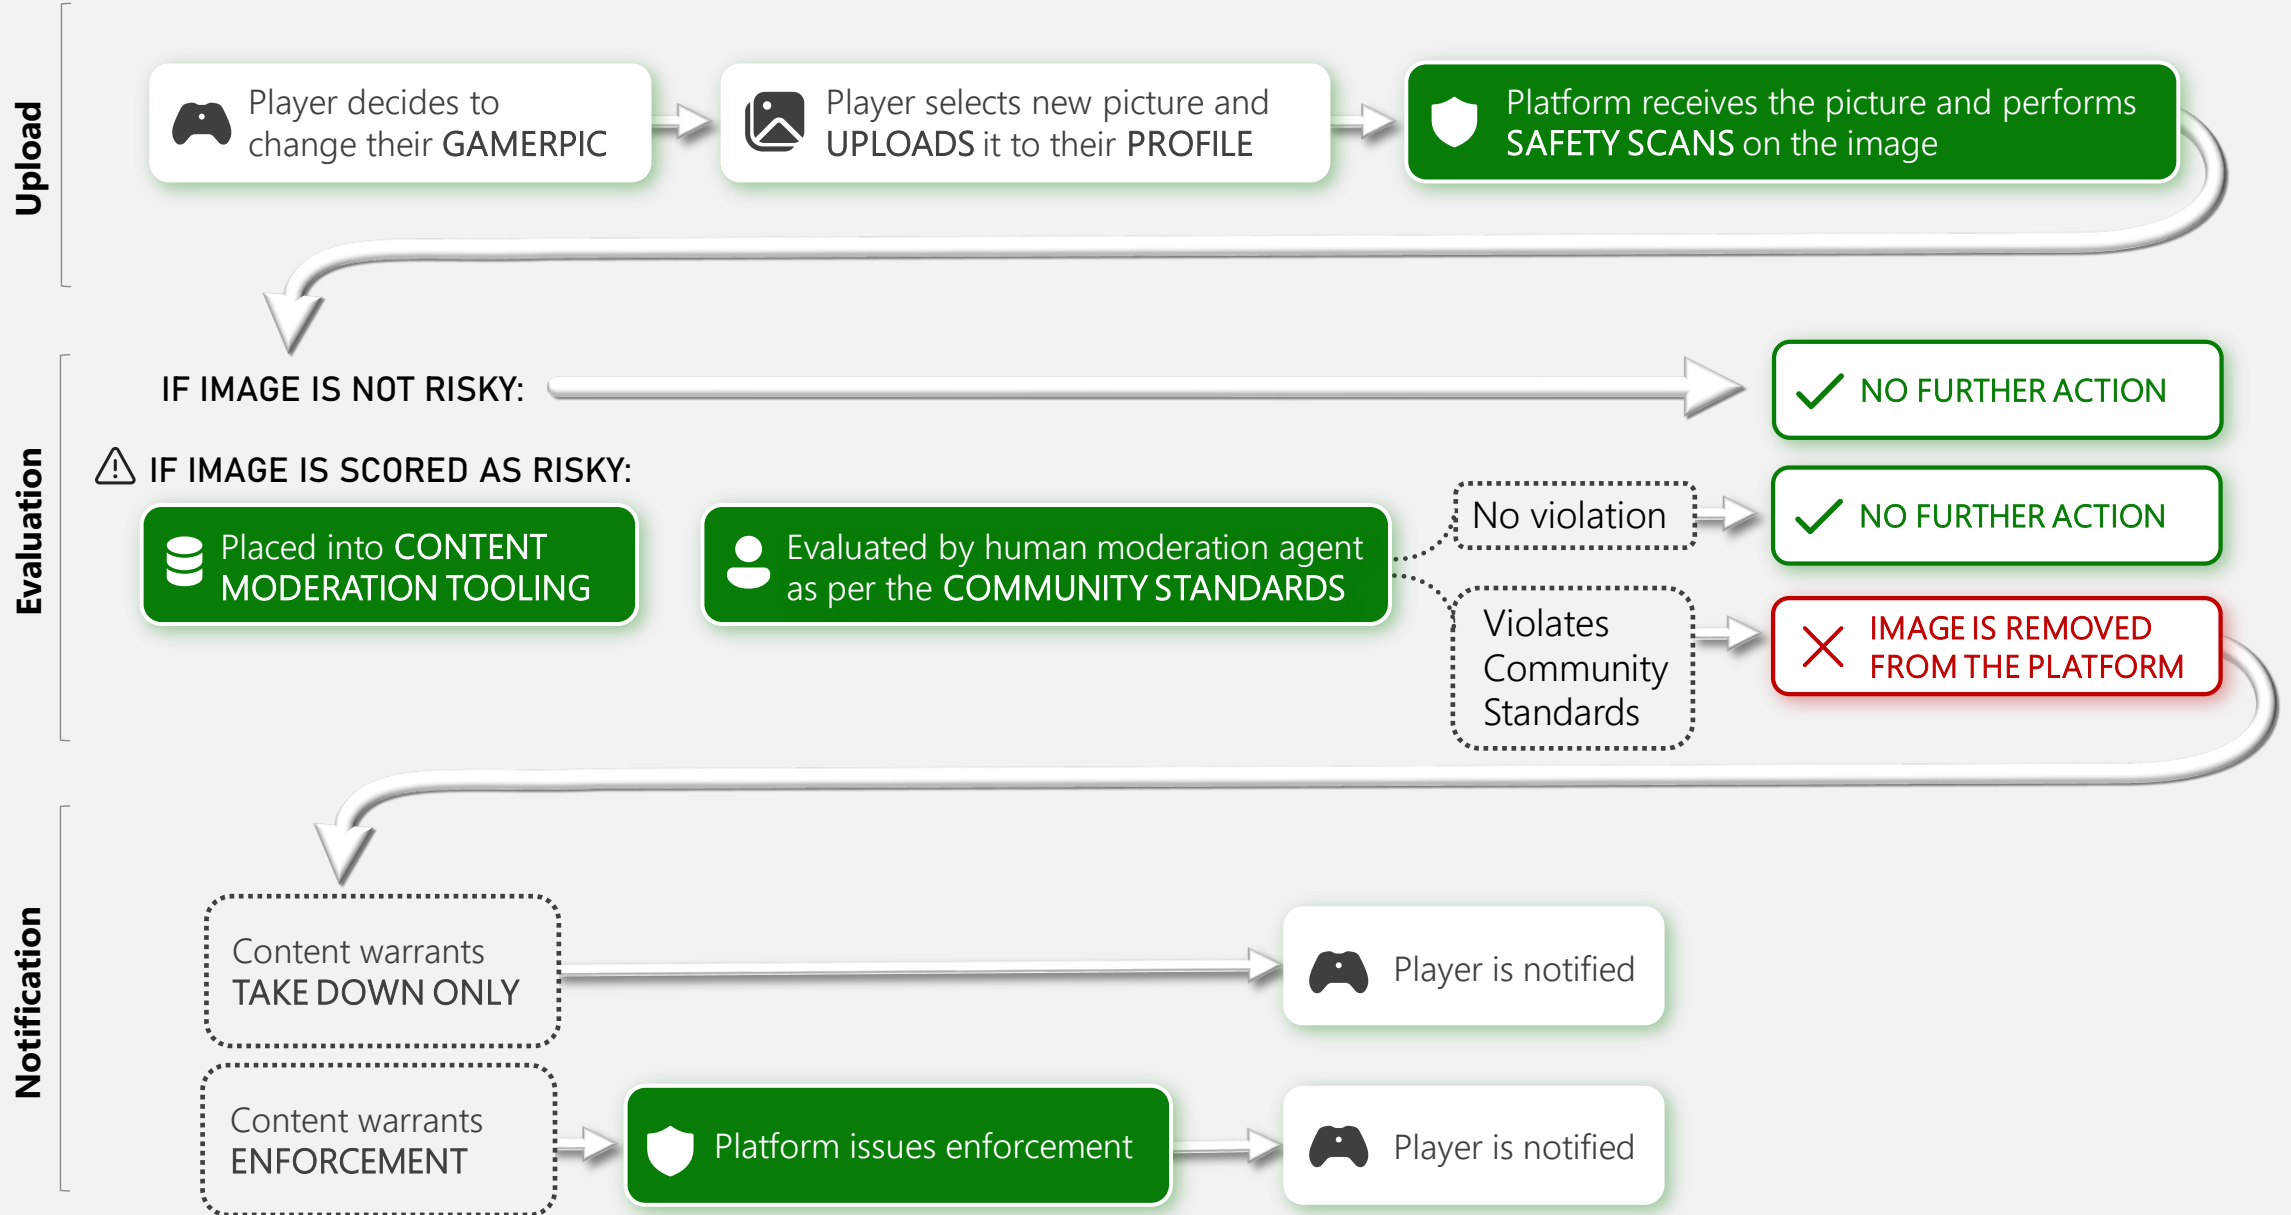 Upload
Player decides to
change their GAMERPIC
Player selects new picture and
UPLOADS it to their PROFILE
Platform receives the picture and performs
SAFETY SCANS on the image
Evaluation
IF IMAGE IS NOT RISKY:
NO FURTHER ACTION
IF IMAGE IS SCORED AS RISKY:
Placed into CONTENT
MODERATION TOOLING
Evaluated by human moderation agent
as per the COMMUNITY STANDARDS
No violation
NO FURTHER ACTION
Violates
Community
Standards
IMAGE IS REMOVED
FROM THE PLATFORM
Notification
Content warrants
TAKE DOWN ONLY
Player is notified
Content warrants
ENFORCEMENT
Platform issues enforcement
Player is notified